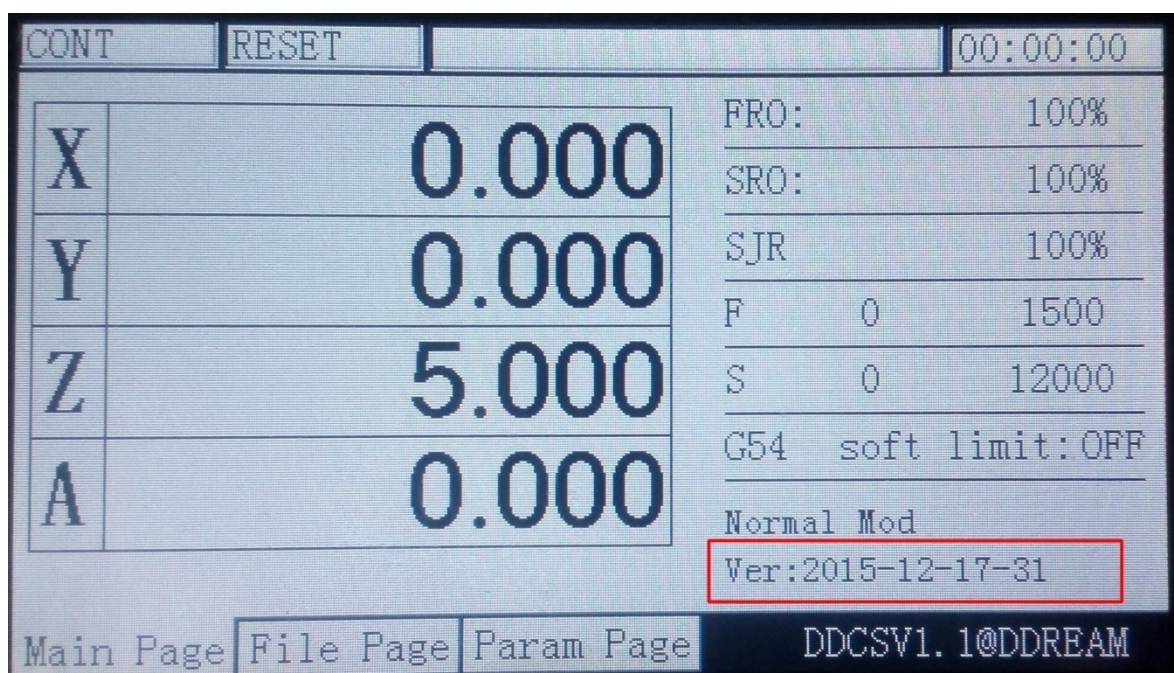 CONT RESET 00:00:00
X 0.000
Y 0.000
Z 5.000
A 0.000
FRO: 100%
SRO: 100%
SJR 100%
F 0 1500
S 0 12000
G54 soft limit:OFF
Normal Mod
Ver:2015-12-17-31
Main Page File Page Param Page DDCSV1.1@DDREAM